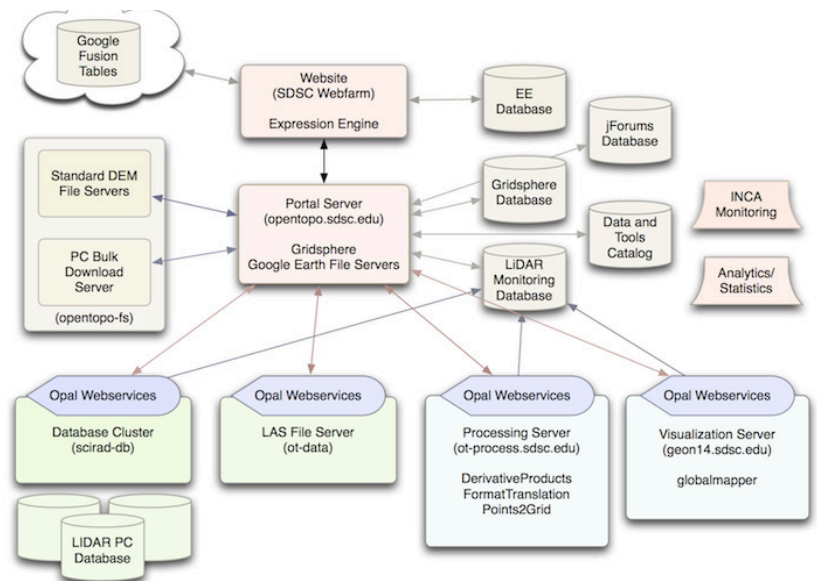 Google
Fusion
Tables
Website
(SDSC Webfarm)
Expression Engine
EE
Database
jForums
Database
Standard DEM
File Servers
PC Bulk
Download
Server
(opentopo-fs)
Portal Server
(opentopo.sdsc.edu)
Gridsphere
Google Earth File Servers
Gridsphere
Database
Data and
Tools
Catalog
LiDAR
Monitoring
Database
INCA
Monitoring
Analytics/
Statistics
Opal Webservices
Database Cluster
(scirad-db)
LIDAR PC
Database
Opal Webservices
LAS File Server
(ot-data)
Opal Webservices
Processing Server
(ot-process.sdsc.edu)
DerivativeProducts
FormatTranslation
Points2Grid
Opal Webservices
Visualization Server
(geon14.sdsc.edu)
globalmapper